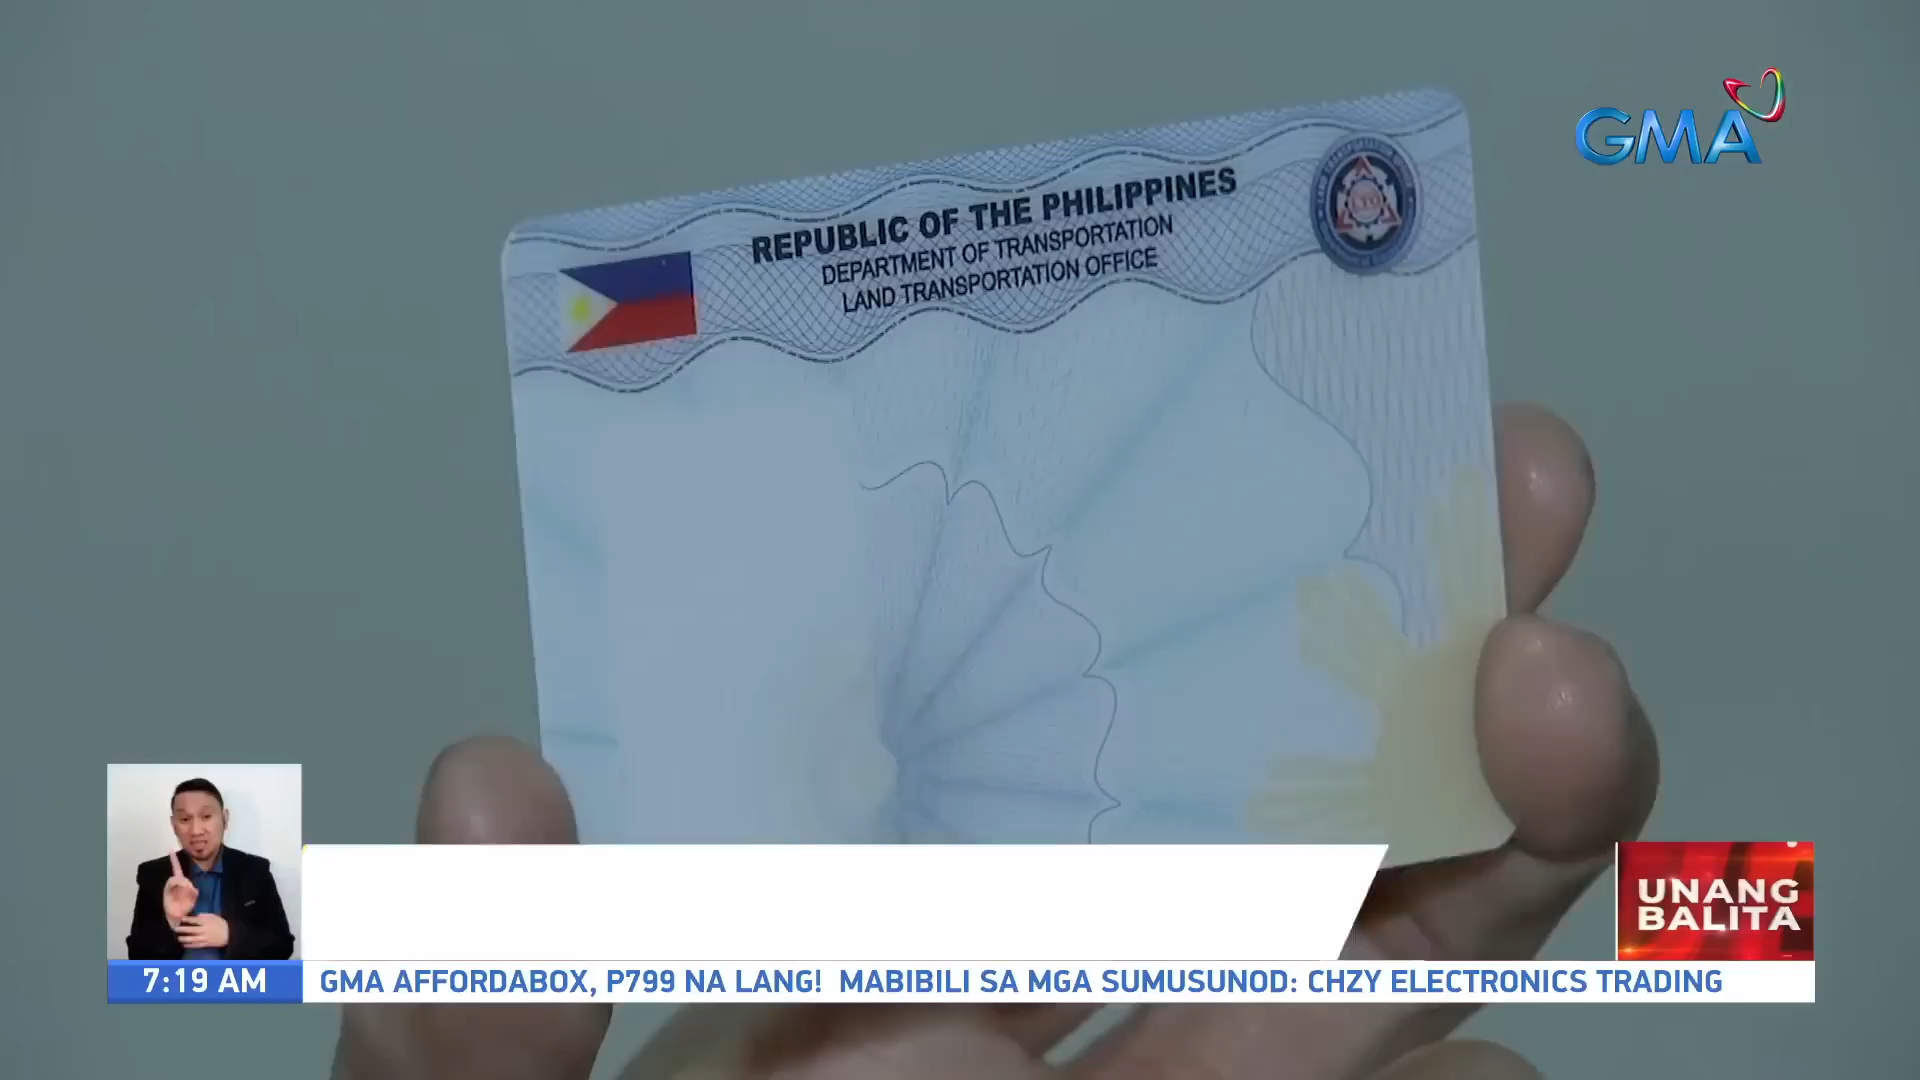 GMA
REPUBLIC OF THE PHILIPPINES
DEPARTMENT OF TRANSPORTATION
LAND TRANSPORTATION OFFICE
LTO
UNANG
BALITA
7:19 AM
GMA AFFORDABOX, P799 NA LANG! MABIBILI SA MGA SUMUSUNOD: CHZY ELECTRONICS TRADING